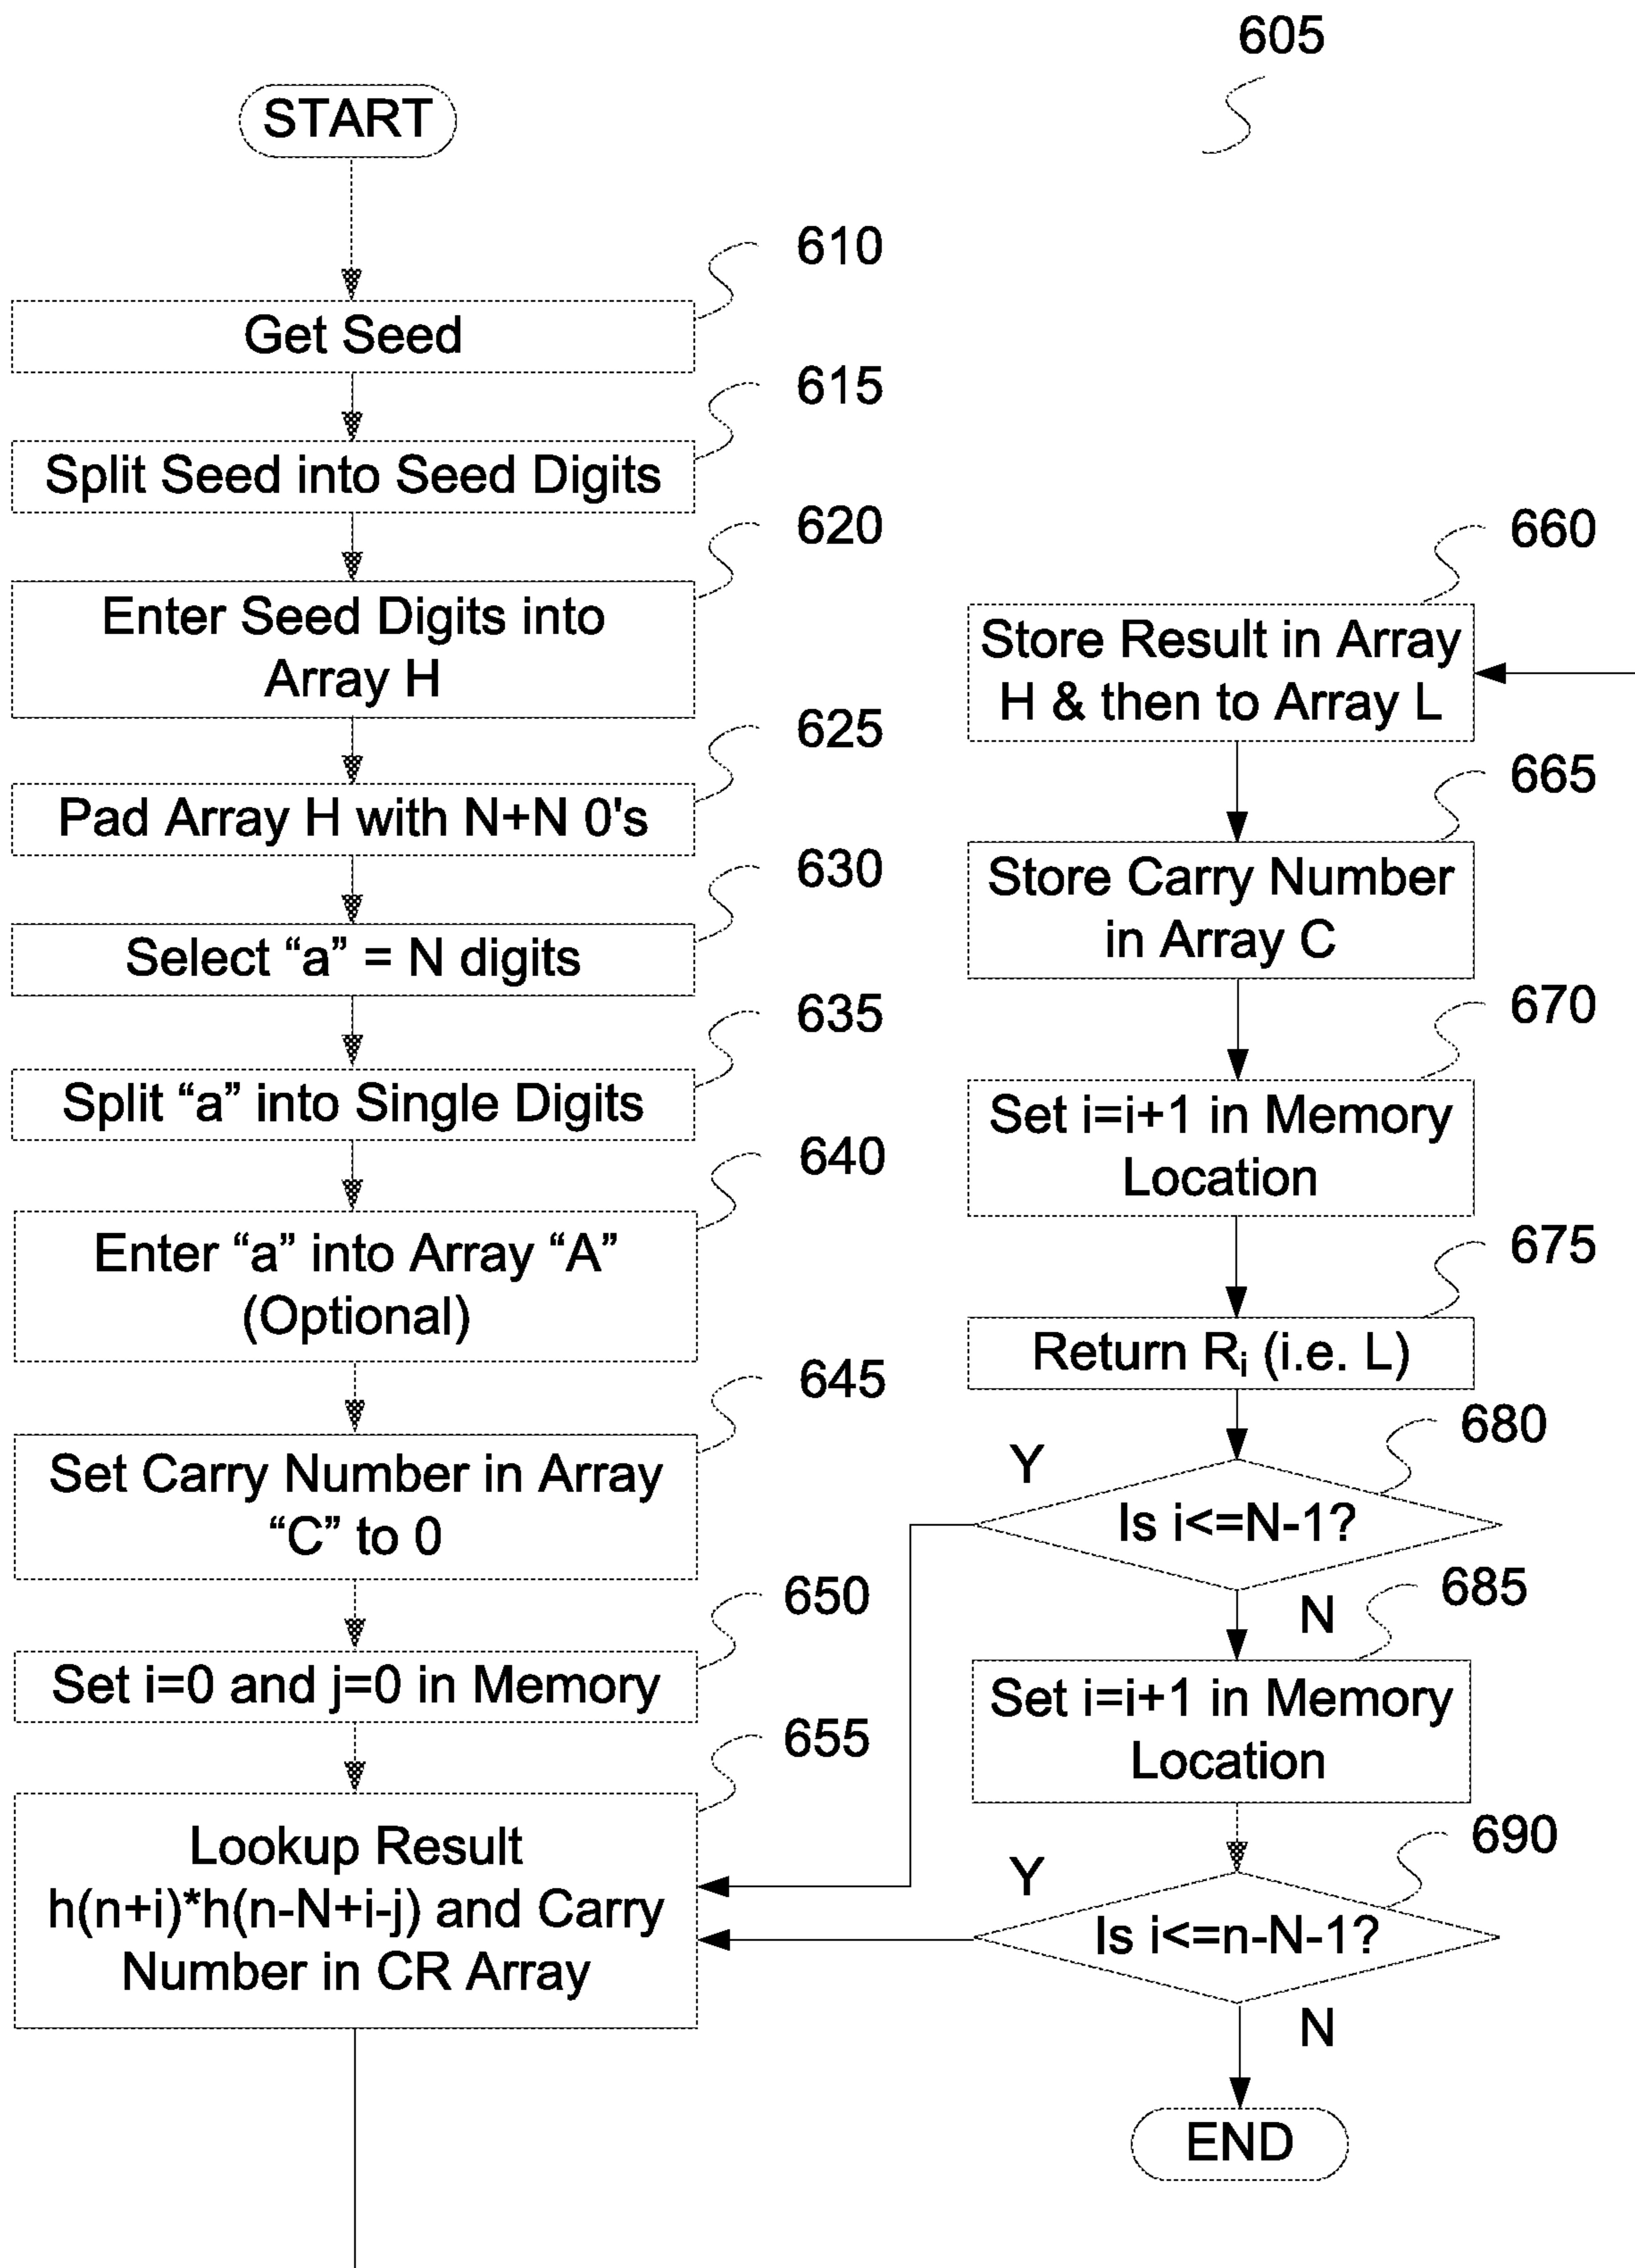 605
START
610
Get Seed
615
Split Seed into Seed Digits
620
Enter Seed Digits into
Array H
625
Pad Array H with N+N 0's
630
Select “a” = N digits
635
Split “a” into Single Digits
640
Enter “a” into Array “A”
(Optional)
645
Set Carry Number in Array
“C” to 0
650
Set i=0 and j=0 in Memory
655
Lookup Result
h(n+i)*h(n-N+i-j) and Carry
Number in CR Array
660
Store Result in Array
H & then to Array L
665
Store Carry Number
in Array C
670
Set i=i+1 in Memory
Location
675
Return Ri (i.e. L)
680
Y
Is i<=N-1?
N
685
Set i=i+1 in Memory
Location
690
Y
Is i<=n-N-1?
N
END